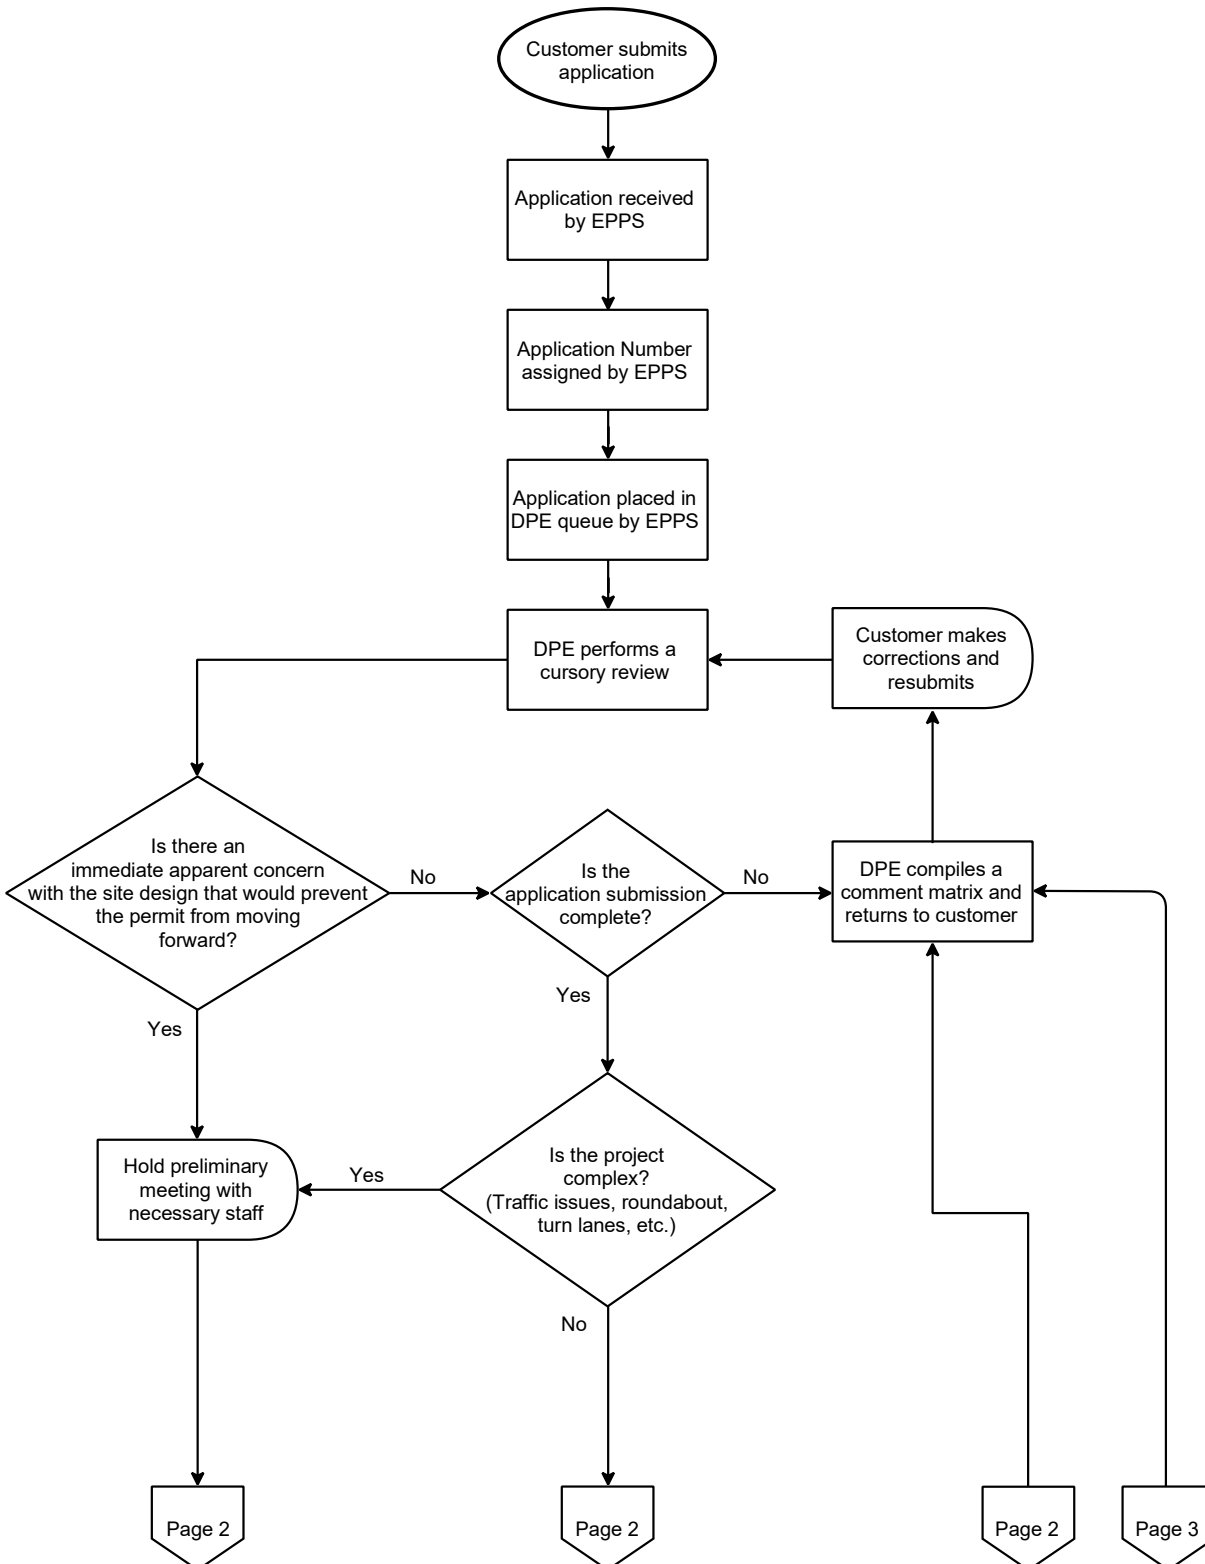 Customer submits
application
Application received
by EPPS
Application Number
assigned by EPPS
Application placed in
DPE queue by EPPS
DPE performs a
cursory review
Customer makes
corrections and
resubmits
Is there an
immediate apparent concern
with the site design that would prevent
the permit from moving
forward?
No
Is the
application submission
complete?
No
DPE compiles a
comment matrix and
returns to customer
Yes
Yes
Hold preliminary
meeting with
necessary staff
Yes
Is the project
complex?
(Traffic issues, roundabout,
turn lanes, etc.)
No
Page 2
Page 2
Page 2
Page 3